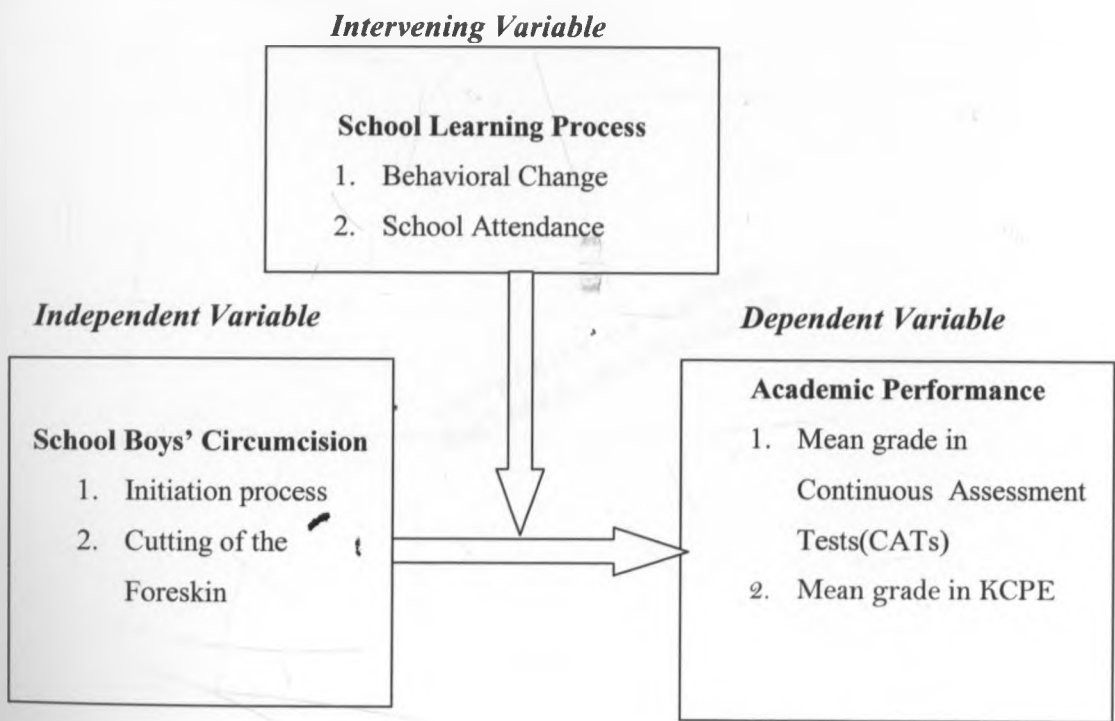 Intervening Variable
School Learning Process
1. Behavioral Change
2. School Attendance
Independent Variable
School Boys' Circumcision
1. Initiation process
2. Cutting of the
Foreskin
Dependent Variable
Academic Performance
1. Mean grade in
Continuous Assessment
Tests(CATs)
2. Mean grade in KCPE